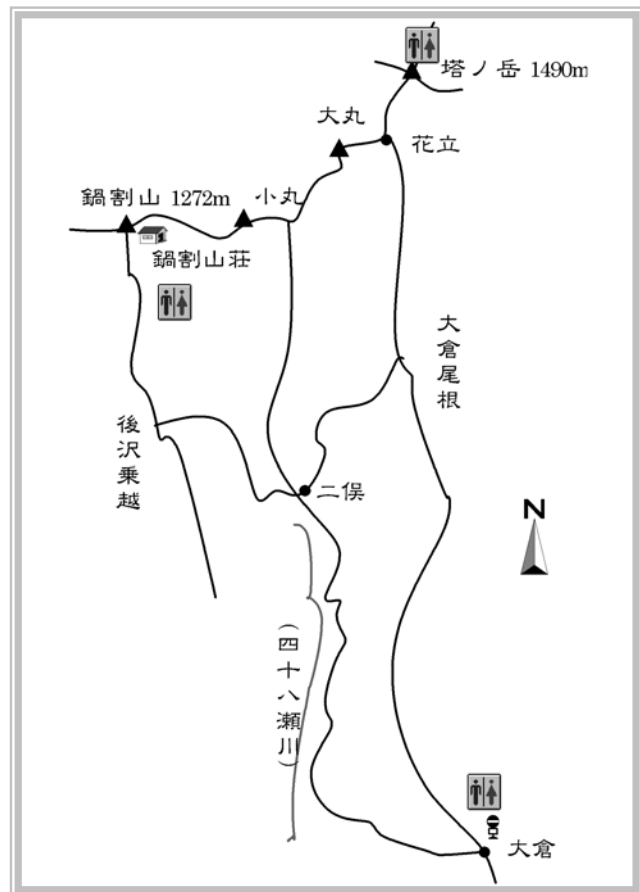 塔ノ岳 1490m
大丸
花立
鍋割山 1272m
小丸
鍋割山荘
大倉尾根
後沢乗越
二俣
N
(四十八瀬川)
大倉